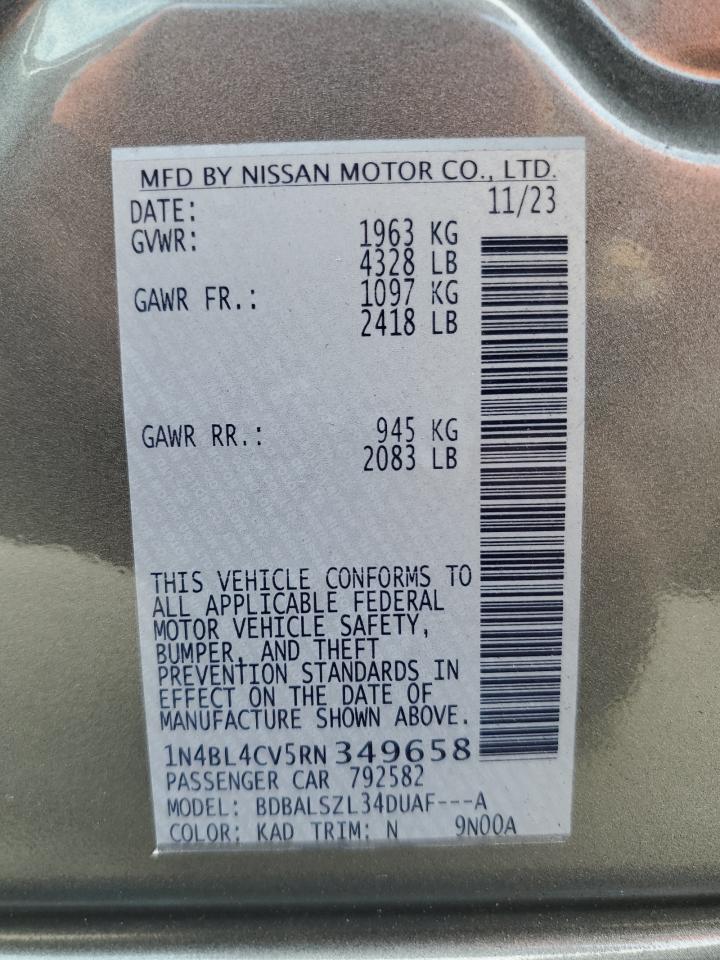 MFD BY NISSAN MOTOR CO., LTD.
DATE: 11/23
GVWR: 1963 KG
4328 LB
GAWR FR.: 1097 KG
2418 LB
GAWR RR.: 945 KG
2083 LB
THIS VEHICLE CONFORMS TO
ALL APPLICABLE FEDERAL
MOTOR VEHICLE SAFETY,
BUMPER, AND THEFT
PREVENTION STANDARDS IN
EFFECT ON THE DATE OF
MANUFACTURE SHOWN ABOVE.
1N4BL4CV5RN 349658
PASSENGER CAR 792582
MODEL: BDBALSZL34DUAF---A
COLOR: KAD TRIM: N 9N00A